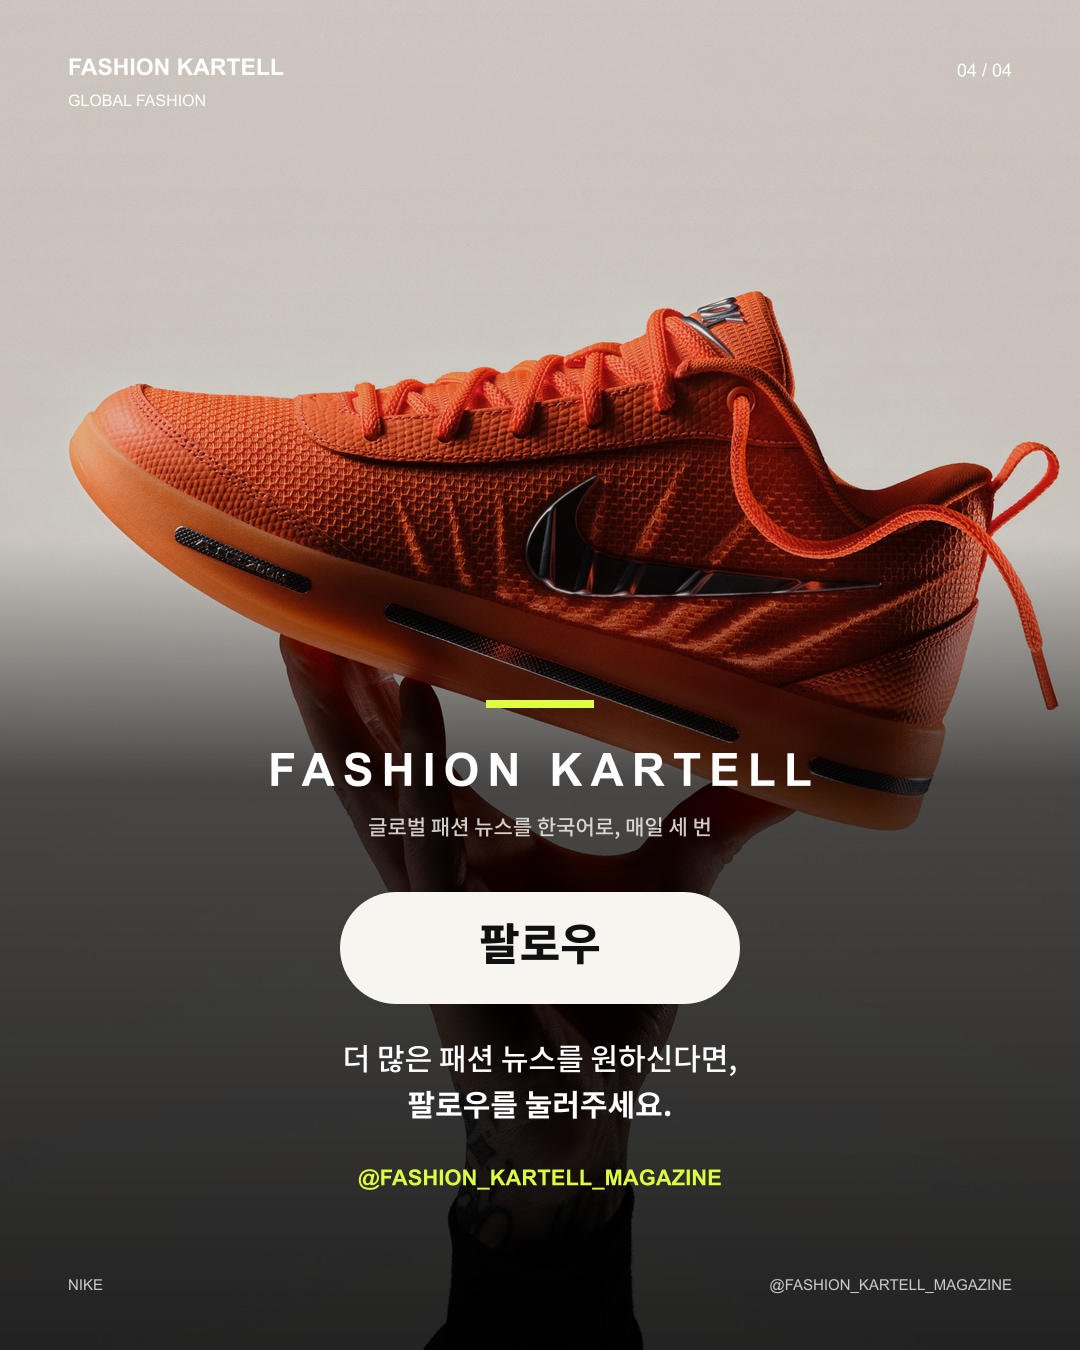 FASHION KARTELL
GLOBAL FASHION
04 / 04
FASHION KARTELL
글로벌 패션 뉴스를 한국어로, 매일 세 번
팔로우
더 많은 패션 뉴스를 원하신다면,
팔로우를 눌러주세요.
@FASHION_KARTELL_MAGAZINE
NIKE
@FASHION_KARTELL_MAGAZINE